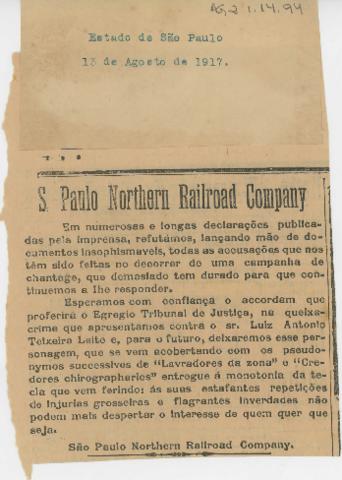 AG.2 1.14.94
Estado de São Paulo
13 de Agosto de 1917.
S. Paulo Northern Railroad Company
Em numerosas e longas declarações publica-
das pela imprensa, refutámos, lançando mão de do-
cumentos insophismaveis, todas as accusações que nos
têm sido feitas no decorrer de uma campanha de
chantage, que demasiado tem durado para que con-
tinuemos a lhe responder.
Esperamos com confiança o accordam que
proferirá o Egregio Tribunal de Justiça, na queixa-
crime que apresentamos contra o sr. Luiz Antonio
Teixeira Leite e, para o futuro, deixaremos esse per-
sonagem, que se vem acobertando com os pseudo-
nymos successivos de "Lavradores da zona" e "Cre-
dores chirographarios" entregue á monotonia da te-
cla que vem ferindo; ás suas estafantes repetições
de injurias grosseiras e flagrantes inverdades não
podem mais despertar o interesse de quem quer que
seja.
São Paulo Northern Railroad Company.